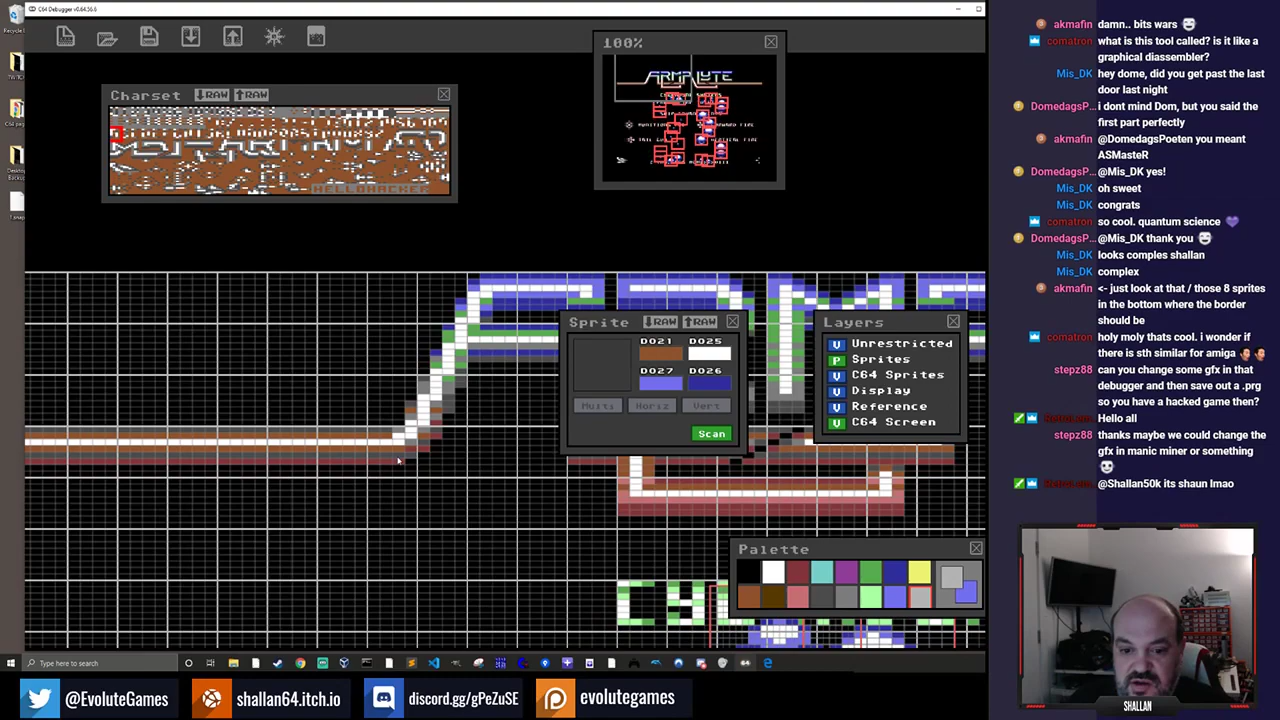 C64 Debugger v0.64.56.6
100%
ARMALYTE
Charset ↓RAW ↑RAW
HELLOHACKER
Sprite ↓RAW ↑RAW
D021 D025
D027 D026
Multi Horiz Vert
Scan
Layers
V Unrestricted
P Sprites
V C64 Sprites
V Display
V Reference
V C64 Screen
Palette
Type here to search
@EvoluteGames
shallan64.itch.io
discord.gg/gPeZuSE
evolutegames
akmafin damn.. bits wars
comatron what is this tool called? is it like a
graphical disassembler?
Mis_DK hey dom, did you get past the last
door last night
DomedagsP... i dont mind Dom, but you said the
first part perfectly
akmafin @DomedagsPoeten you meant
ASMasteR
DomedagsP... @Mis_DK yes!
Mis_DK oh sweet
Mis_DK congrats
comatron so cool. quantum science
DomedagsP... @Mis_DK thank you
Mis_DK looks comples shallan
Mis_DK complex
akmafin <- just look at that / those 8 sprites
in the bottom where the border
should be
comatron holy moly thats cool. i wonder if
there is sth similar for amiga
stepz88 can you change some gfx in that
debugger and then save out a .prg
so you have a hacked game then?
Hello all
stepz88 thanks maybe we could change the
gfx in manic mner or something
@Shallan50k its shaun lmao
SHALLAN